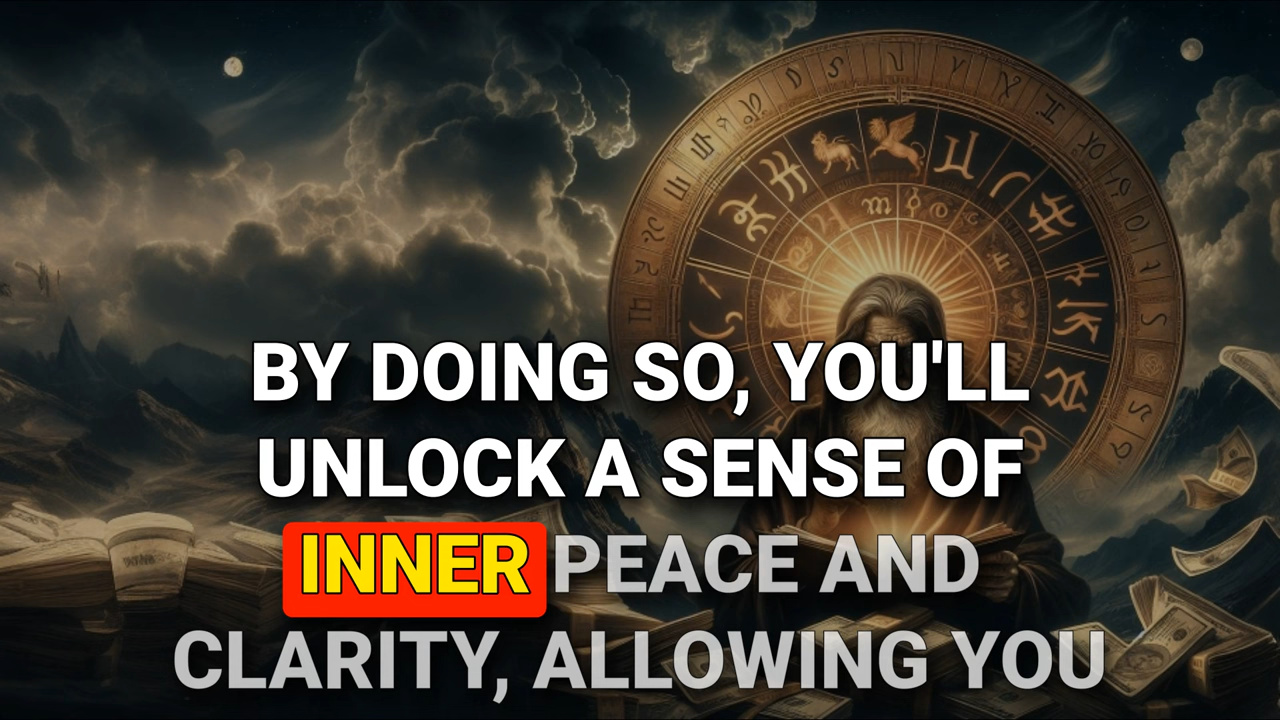 BY DOING SO, YOU'LL
UNLOCK A SENSE OF
INNER PEACE AND
CLARITY, ALLOWING YOU